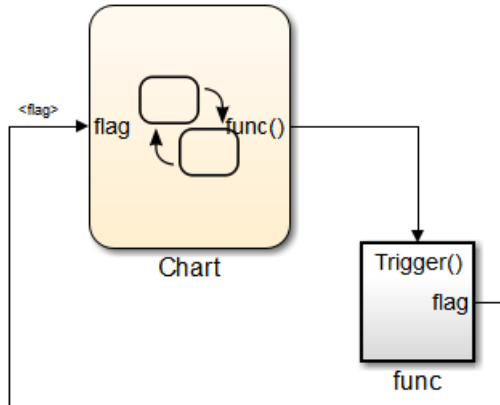 <flag>
flag
func()
Chart
Trigger()
flag
func